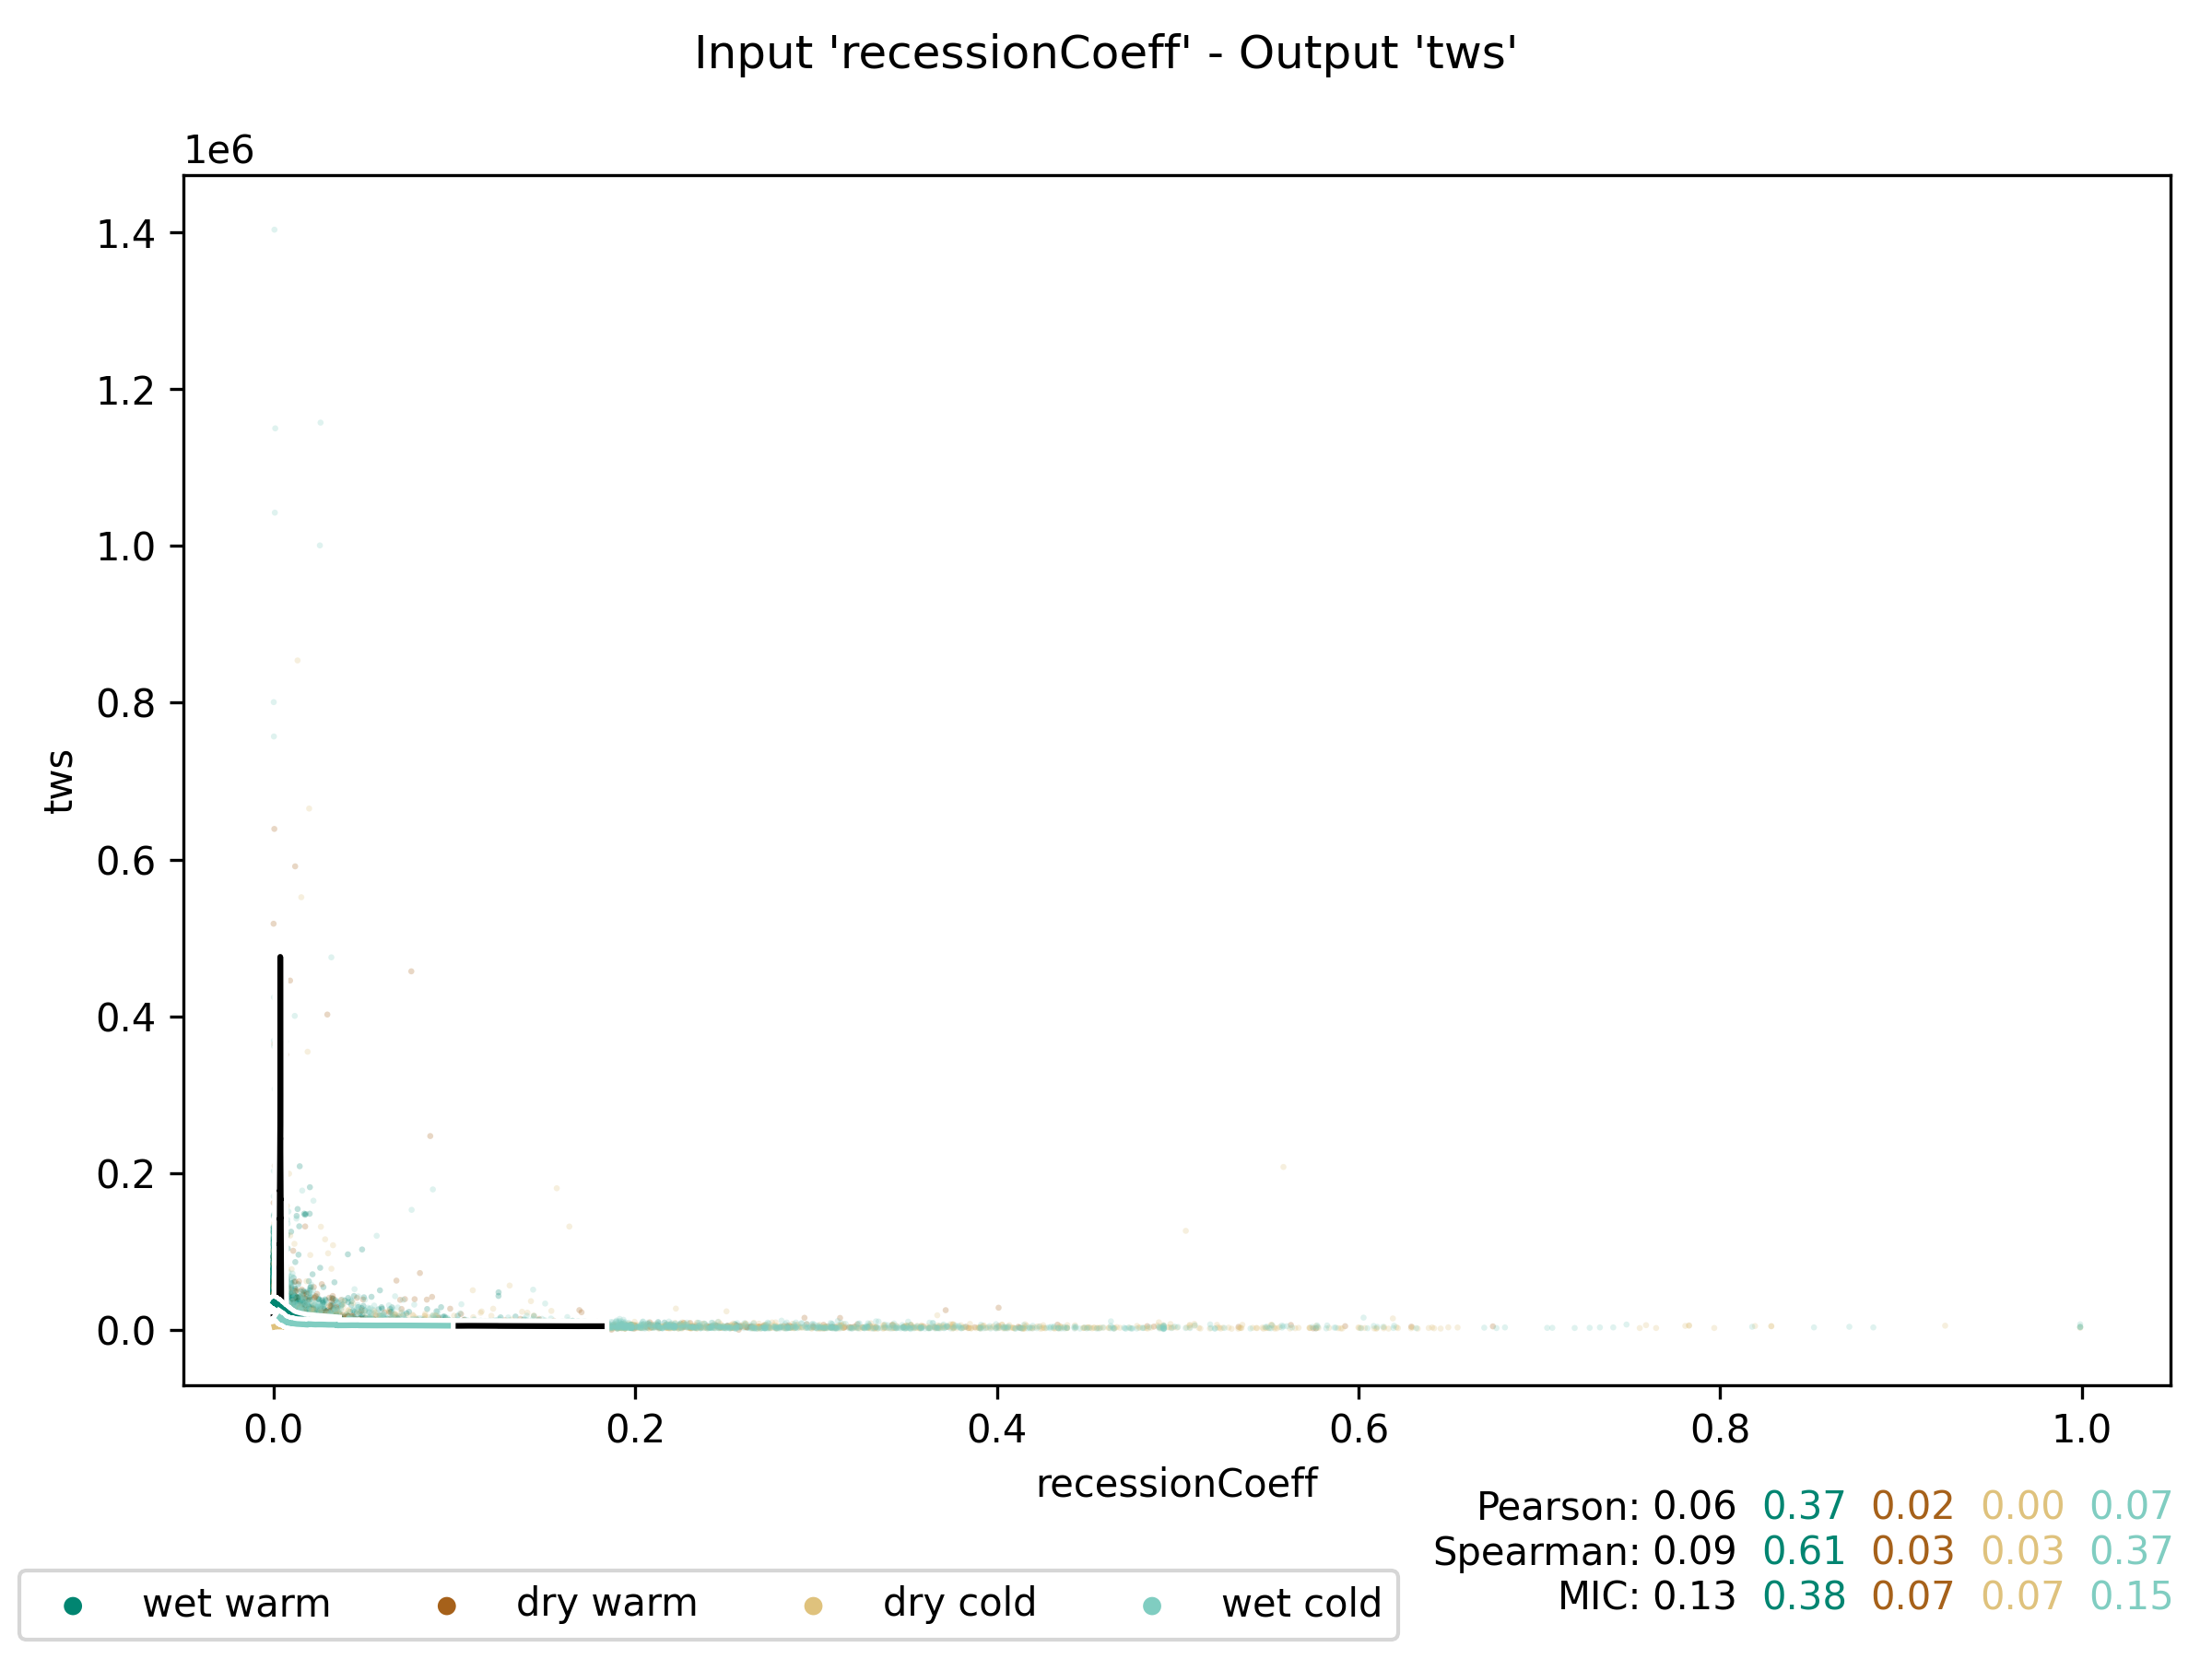 Input 'recessionCoeff' - Output 'tws'
1e6
1.4
1.2
1.0
0.8
0.6
0.4
0.2
0.0
tws
0.0 0.2 0.4 0.6 0.8 1.0
recessionCoeff
Pearson: 0.06 0.37 0.02 0.00 0.07
Spearman: 0.09 0.61 0.03 0.03 0.37
MIC: 0.13 0.38 0.07 0.07 0.15
wet warm dry warm dry cold wet cold